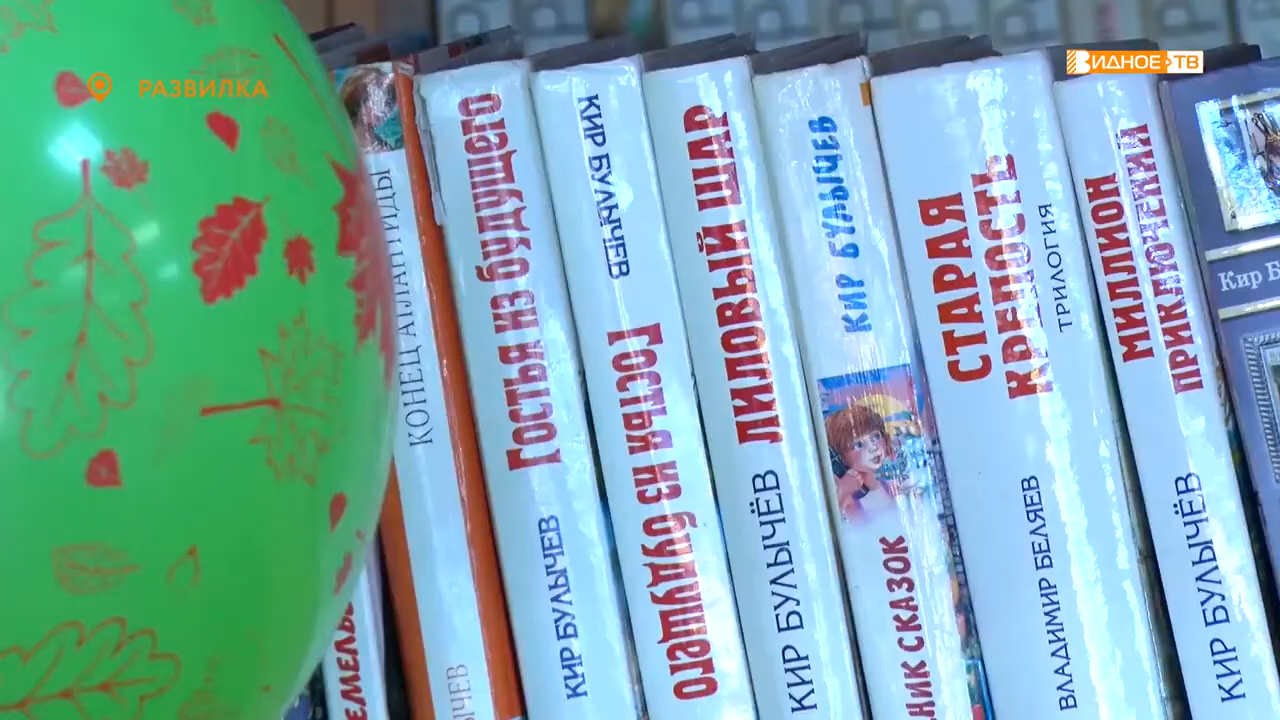 РАЗВИЛКА
ВИДНОЕ ТВ
КОНЕЦ АТЛАНТИДЫ
Гостья из будущего
КИР БУЛЫЧЕВ
КИР БУЛЫЧЕВ
Гостья из будущего
ЛИЛОВЫЙ ШАР
КИР БУЛЫЧЁВ
КИР БУЛЫЧЕВ
СКАЗОК
СТАРАЯ
КРЕПОСТЬ
ТРИЛОГИЯ
ВЛАДИМИР БЕЛЯЕВ
МИЛЛИОН
ПРИКЛЮЧЕНИЙ
КИР БУЛЫЧЁВ
Кир Б